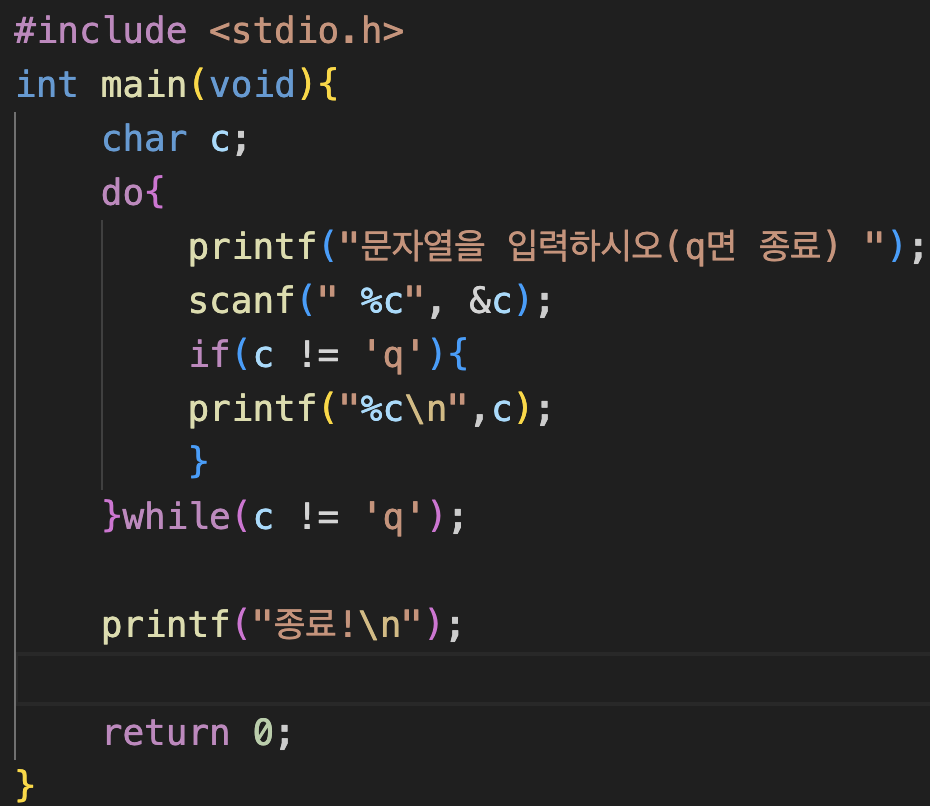 #include <stdio.h>
int main(void){
    char c;
    do{
        printf("문자열을 입력하시오(q면 종료) ");
        scanf(" %c", &c);
        if(c != 'q'){
        printf("%c\n",c);
        }
    }while(c != 'q');

    printf("종료!\n");

    return 0;
}